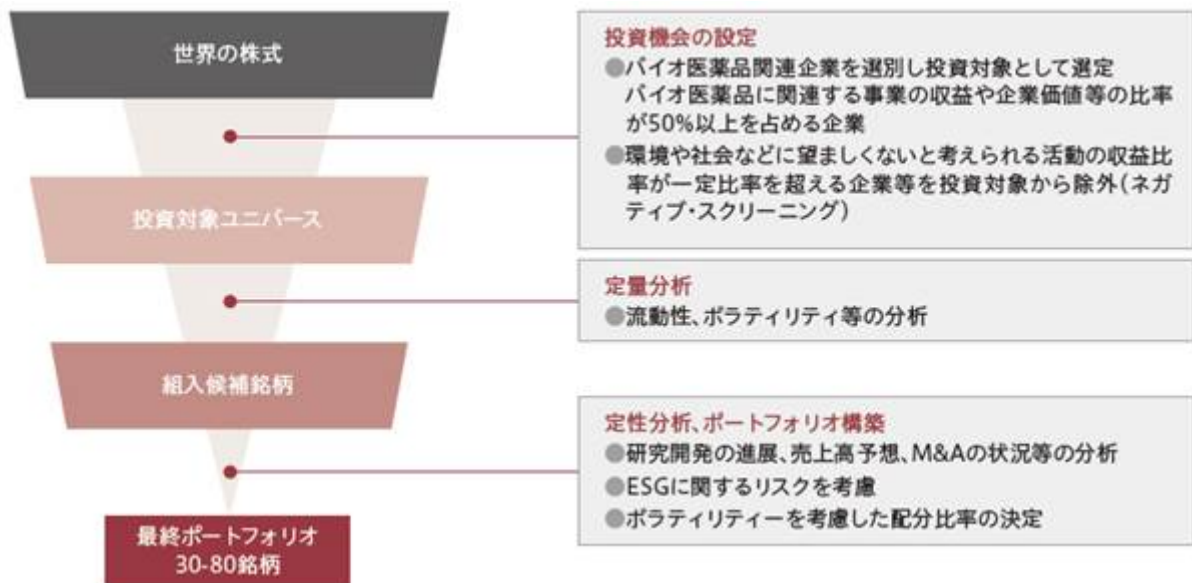 世界の株式
投資機会の設定
●バイオ医薬品関連企業を選別し投資対象として選定
バイオ医薬品に関連する事業の収益や企業価値等の比率
が50%以上を占める企業
●環境や社会などに望ましくないと考えられる活動の収益比
率が一定比率を超える企業等を投資対象から除外(ネガ
ティブ・スクリーニング)
投資対象ユニバース
定量分析
●流動性、ボラティリティ等の分析
組入候補銘柄
定性分析、ポートフォリオ構築
●研究開発の進展、売上高予想、M&Aの状況等の分析
●ESGに関するリスクを考慮
●ボラティリティーを考慮した配分比率の決定
最終ポートフォリオ
30-80銘柄